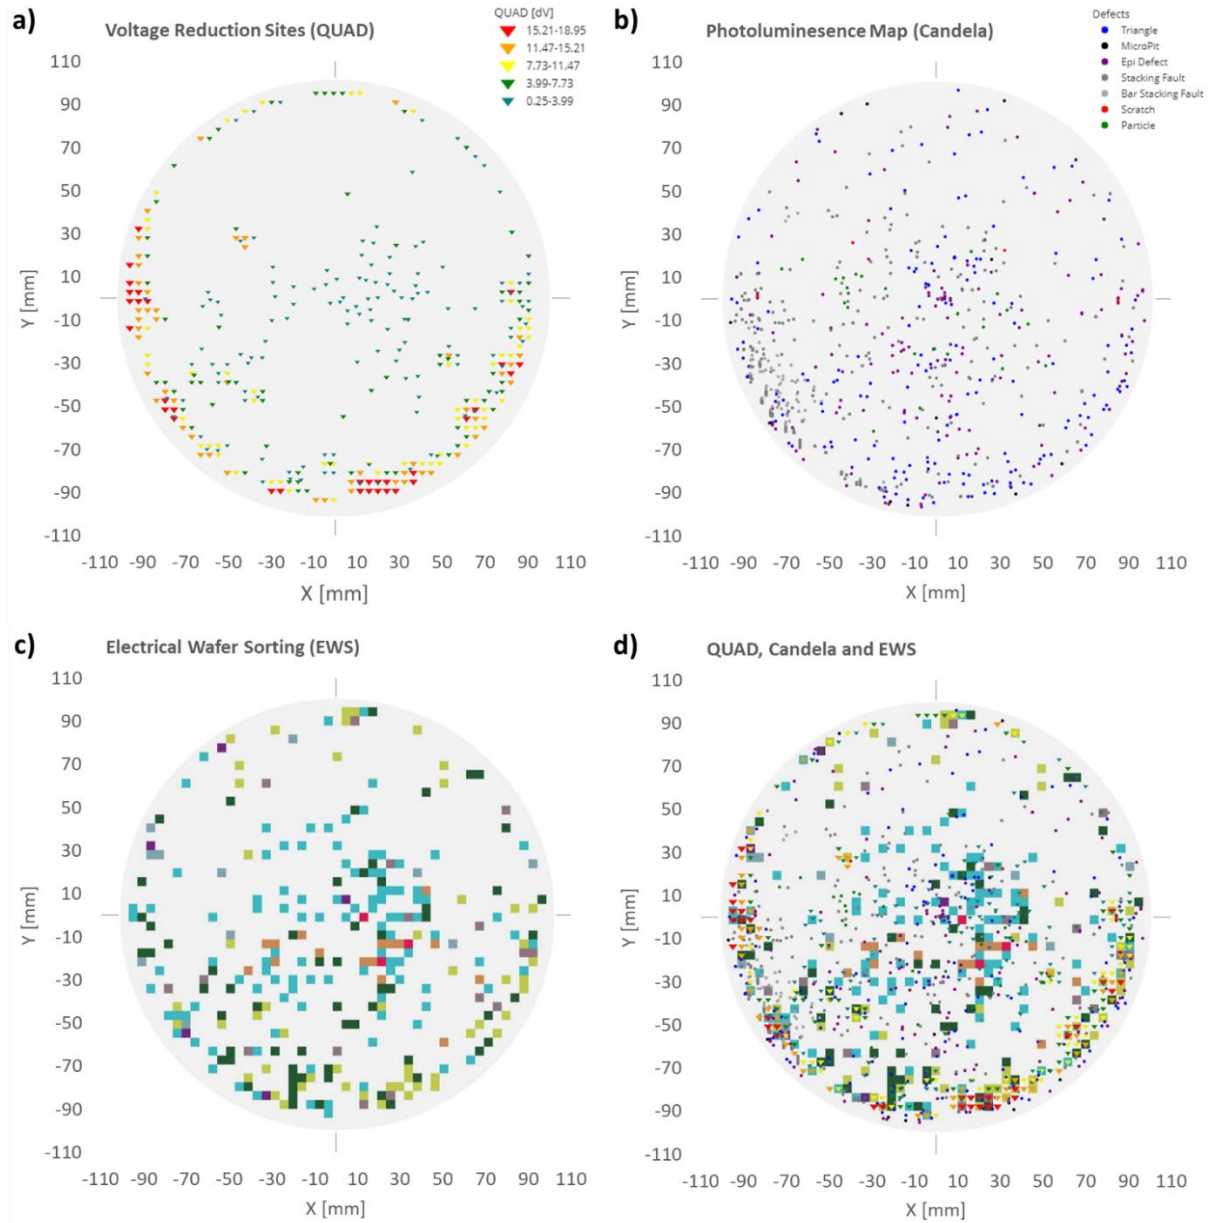 a)
Voltage Reduction Sites (QUAD)
QUAD [dV]
15.21-18.95
11.47-15.21
7.73-11.47
3.99-7.73
0.25-3.99
110
90
70
50
30
10
-10
-30
-50
-70
-90
-110
Y [mm]
-110 -90 -70 -50 -30 -10 10 30 50 70 90 110
X [mm]
b)
Photoluminesence Map (Candela)
Defects
Triangle
MicroPit
Epi Defect
Stacking Fault
Bar Stacking Fault
Scratch
Particle
110
90
70
50
30
10
-10
-30
-50
-70
-90
-110
Y [mm]
-110 -90 -70 -50 -30 -10 10 30 50 70 90 110
X [mm]
c)
Electrical Wafer Sorting (EWS)
110
90
70
50
30
10
-10
-30
-50
-70
-90
-110
Y [mm]
-110 -90 -70 -50 -30 -10 10 30 50 70 90 110
X [mm]
d)
QUAD, Candela and EWS
110
90
70
50
30
10
-10
-30
-50
-70
-90
-110
Y [mm]
-110 -90 -70 -50 -30 -10 10 30 50 70 90 110
X [mm]